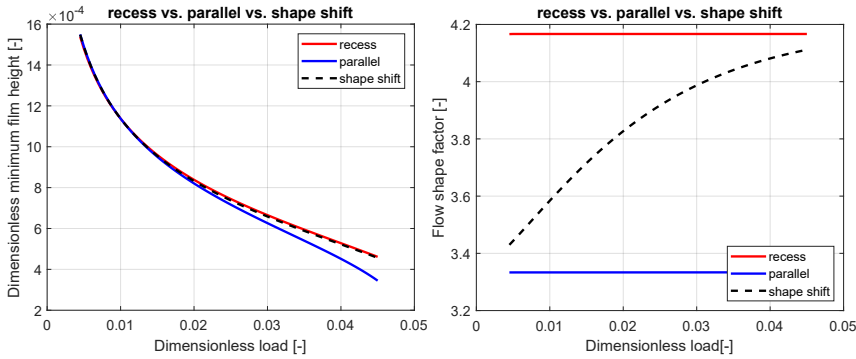 recess vs. parallel vs. shape shift
16 ×10⁻⁴
14
12
10
8
6
4
2
0
0.01
0.02
0.03
0.04
0.05
Dimensionless minimum film height [-]
Dimensionless load [-]
recess
parallel
shape shift
recess vs. parallel vs. shape shift
4.2
4
3.8
3.6
3.4
3.2
0
0.01
0.02
0.03
0.04
0.05
Flow shape factor [-]
Dimensionless load[-]
recess
parallel
shape shift